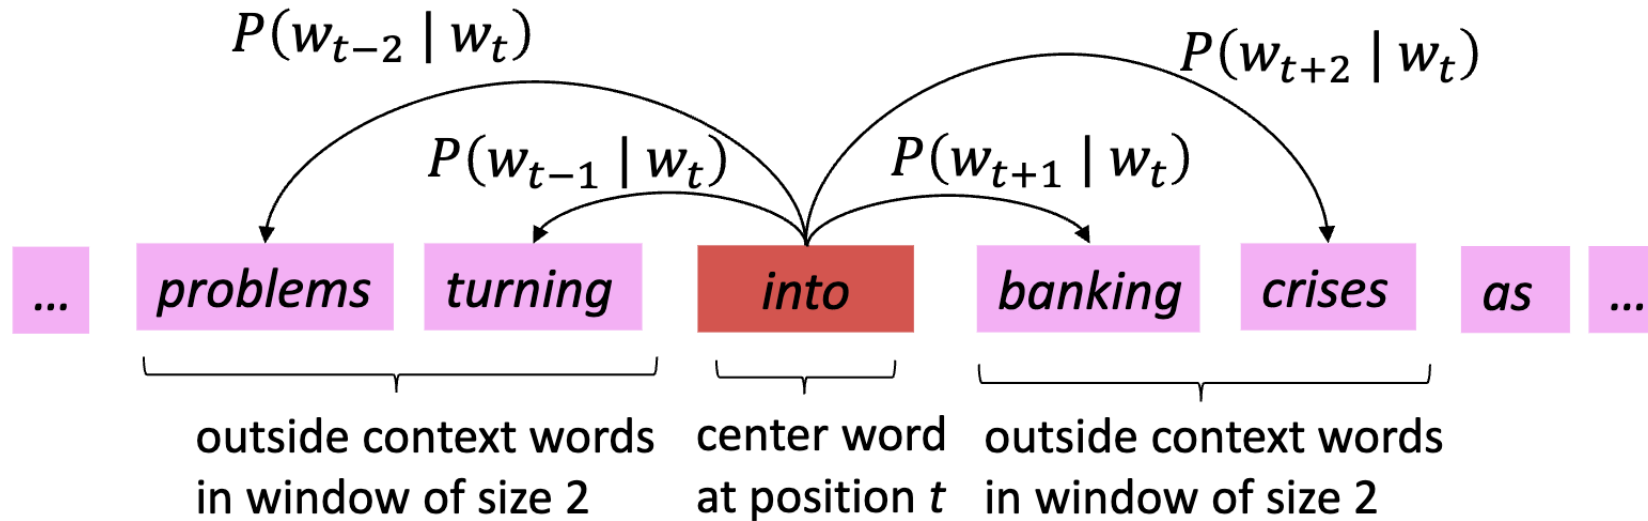 P(w_{t−2} | w_t)
P(w_{t+2} | w_t)
P(w_{t−1} | w_t)
P(w_{t+1} | w_t)
... problems turning into banking crises as ...
outside context words
in window of size 2
center word
at position t
outside context words
in window of size 2